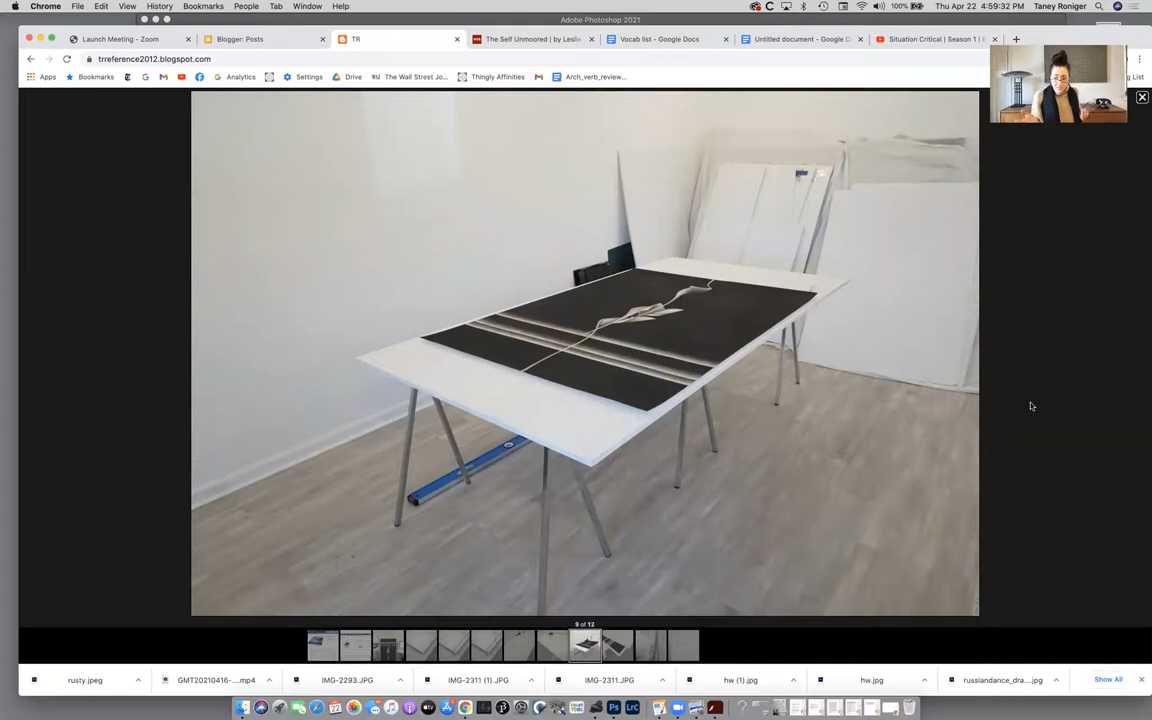 Chrome File Edit View History Bookmarks People Tab Window Help
100% Thu Apr 22 4:59:32 PM Taney Roniger
Adobe Photoshop 2021
Launch Meeting - Zoom
Blogger: Posts
TR
The Self Unmoored | by Leslie
Vocab list - Google Docs
Untitled document - Google D
Situation Critical | Season 1 | E
trreference2012.blogspot.com
Apps Bookmarks Analytics Settings Drive The Wall Street Jo... Thingly Affinities Arch_verb_review...
9 of 12
rusty.jpeg
GMT20210416-....mp4
IMG-2293.JPG
IMG-2311 (1).JPG
IMG-2311.JPG
hw (1).jpg
hw.jpg
russiandance_dra....jpg
Show All